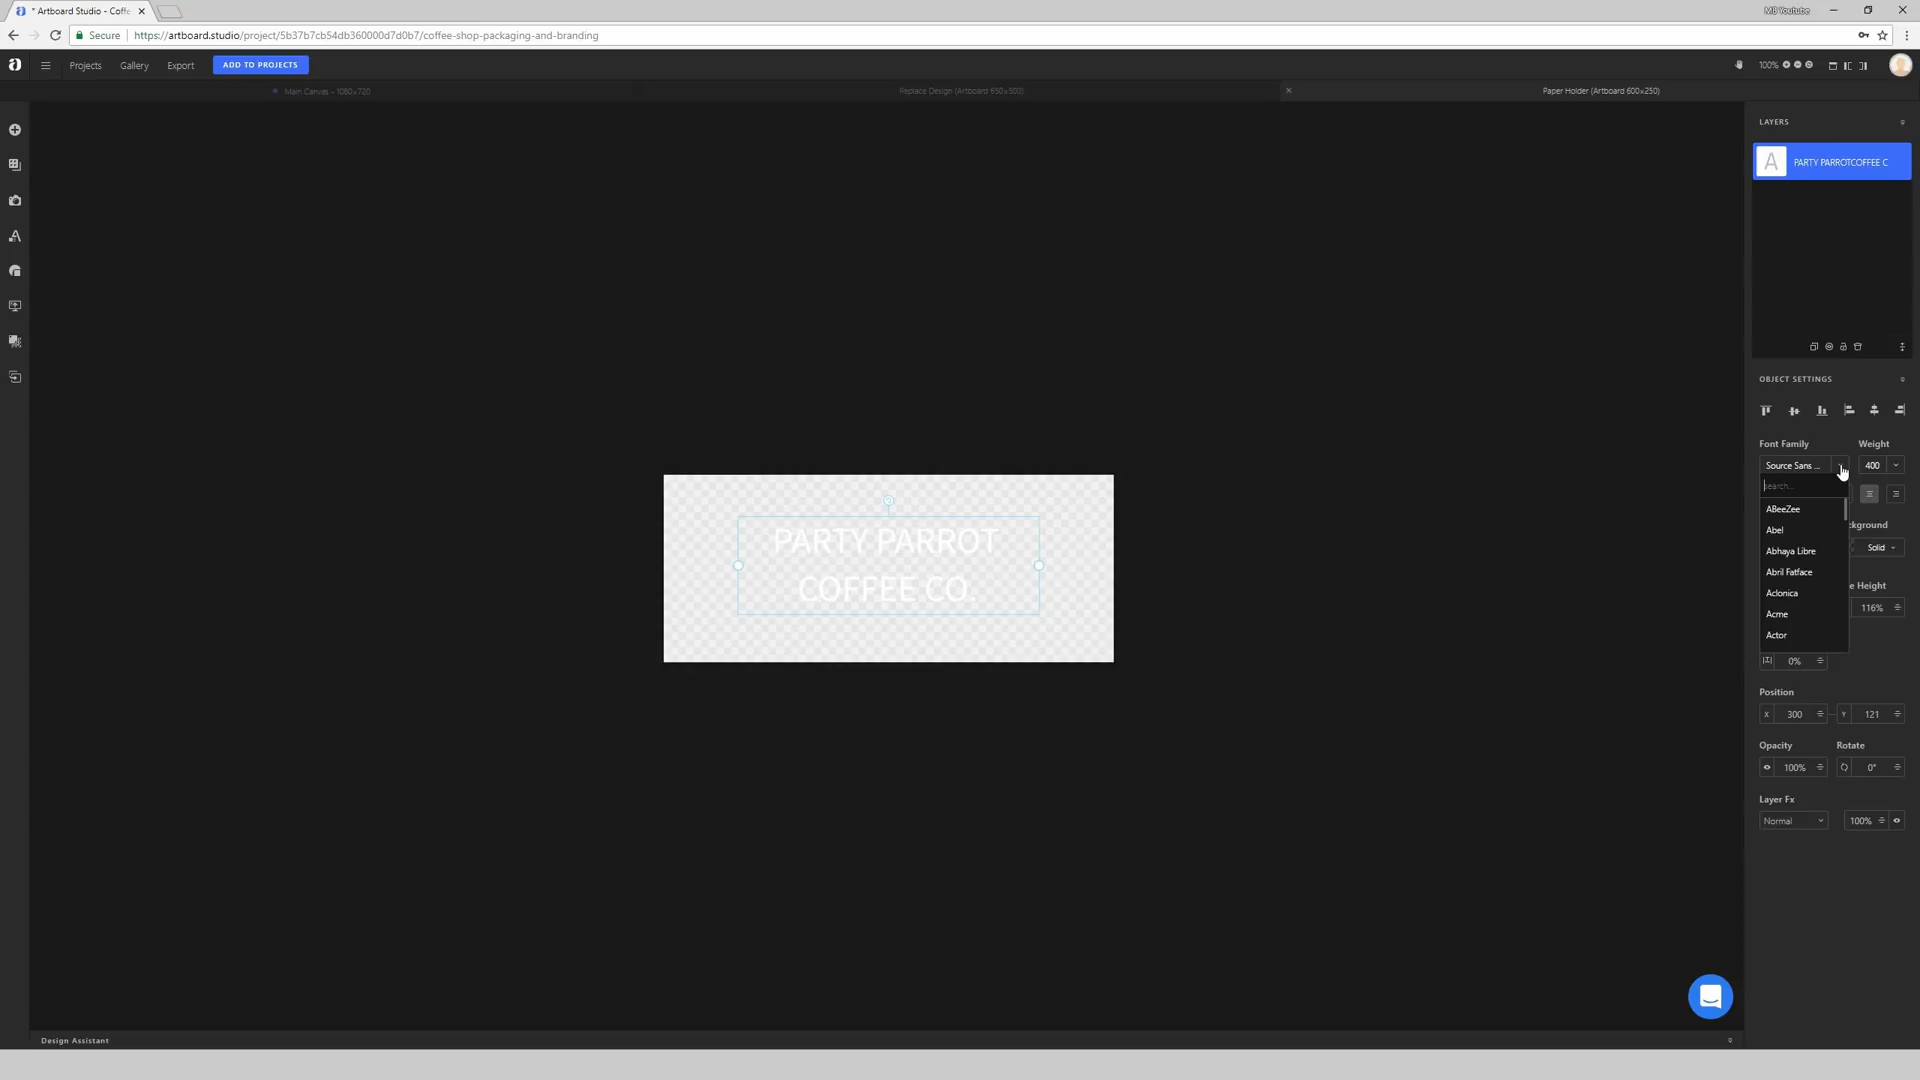 * Artboard Studio - Coffe
MB Youtube
Secure
https://artboard.studio/project/5b37b7cb54db360000d7d0b7/coffee-shop-packaging-and-branding
Projects
Gallery
Export
ADD TO PROJECTS
100%
Main Canvas - 1080x720
Replace Design (Artboard 650x500)
Paper Holder (Artboard 600x250)
LAYERS
A
PARTY PARROTCOFFEE C
OBJECT SETTINGS
Font Family
Weight
Source Sans ...
400
search...
ABeeZee
Abel
Abhaya Libre
Abril Fatface
Aclonica
Acme
Actor
kground
Solid
e Height
116%
0%
Position
X 300
Y 121
Opacity
Rotate
100%
0°
Layer Fx
Normal
100%
PARTY PARROT
COFFEE CO.
Design Assistant